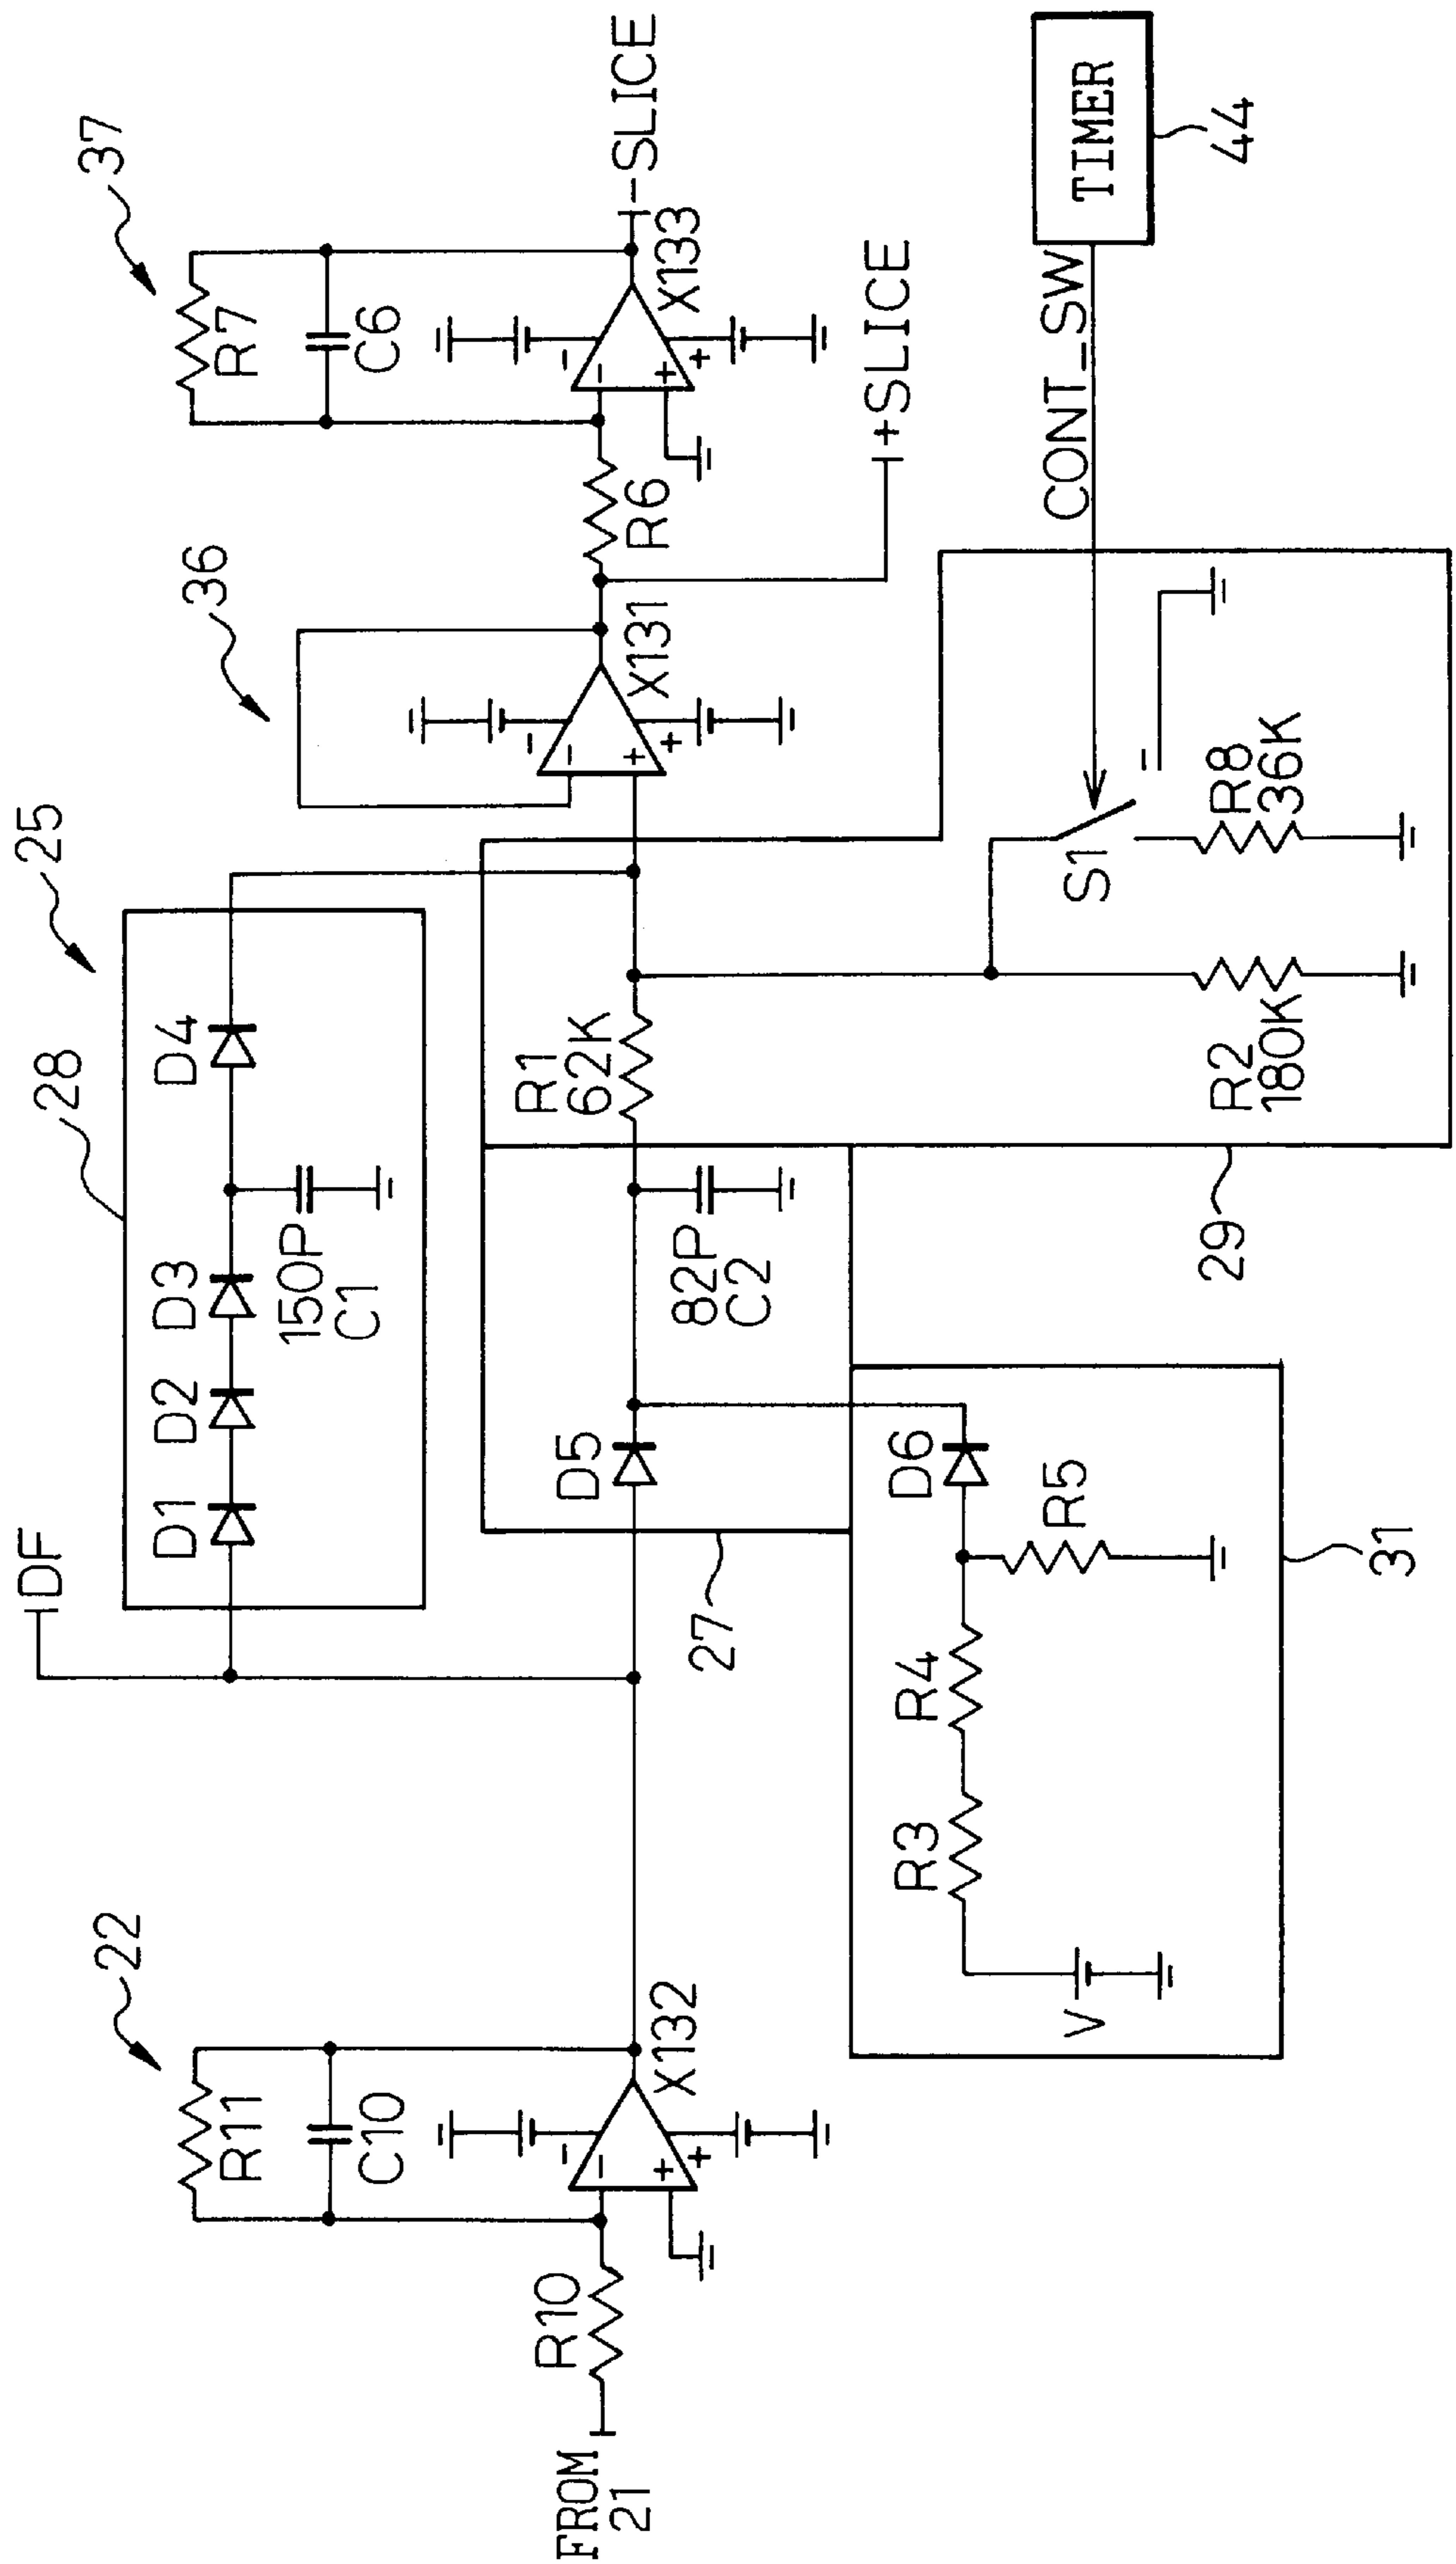 FROM
21
R10
22
R11
C10
X132
DF
25
28
D1
D2
D3
D4
150P
C1
27
D5
82P
C2
R1
62K
36
X131
R6
37
R7
C6
X133
-SLICE
+SLICE
31
V
R3
R4
R5
D6
29
R2
180K
S1
R8
36K
CONT_SW
TIMER
44